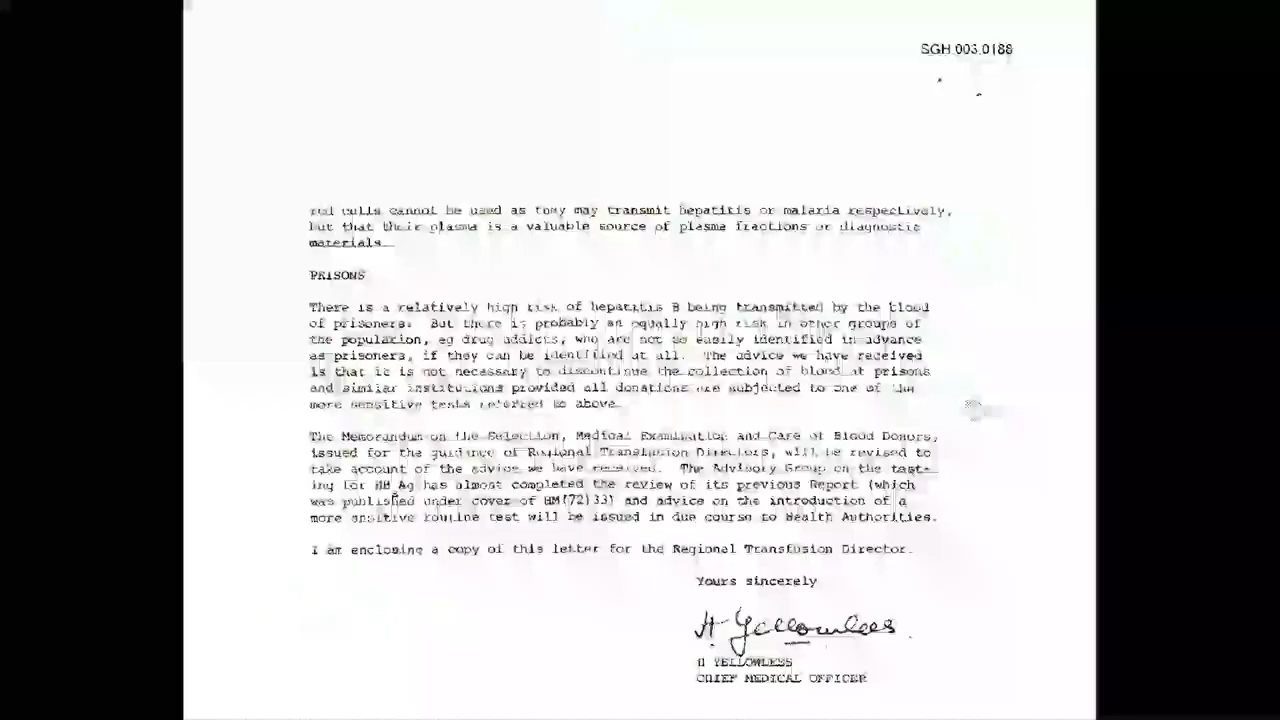 SGH.003.0188
red cells cannot be used as they may transmit hepatitis or malaria respectively,
but that their plasma is a valuable source of plasma fractions or diagnostic
materials.
PRISONS
There is a relatively high risk of hepatitis B being transmitted by the blood
of prisoners. But there is probably an equally high risk in other groups of
the population, eg drug addicts, who are not so easily identified in advance
as prisoners, if they can be identified at all. The advice we have received
is that it is not necessary to discontinue the collection of blood at prisons
and similar institutions provided all donations are subjected to one of the
more sensitive tests referred to above.
The Memorandum on the Selection, Medical Examination and Care of Blood Donors,
issued for the guidance of Regional Transfusion Directors, will be revised to
take account of the advice we have received. The Advisory Group on the test-
ing for HB Ag has almost completed the review of its previous Report (which
was published under cover of HM(72)33) and advice on the introduction of a
more sensitive routine test will be issued in due course to Health Authorities.
I am enclosing a copy of this letter for the Regional Transfusion Director.
Yours sincerely
H Yellowlees
H YELLOWLESS
CHIEF MEDICAL OFFICER